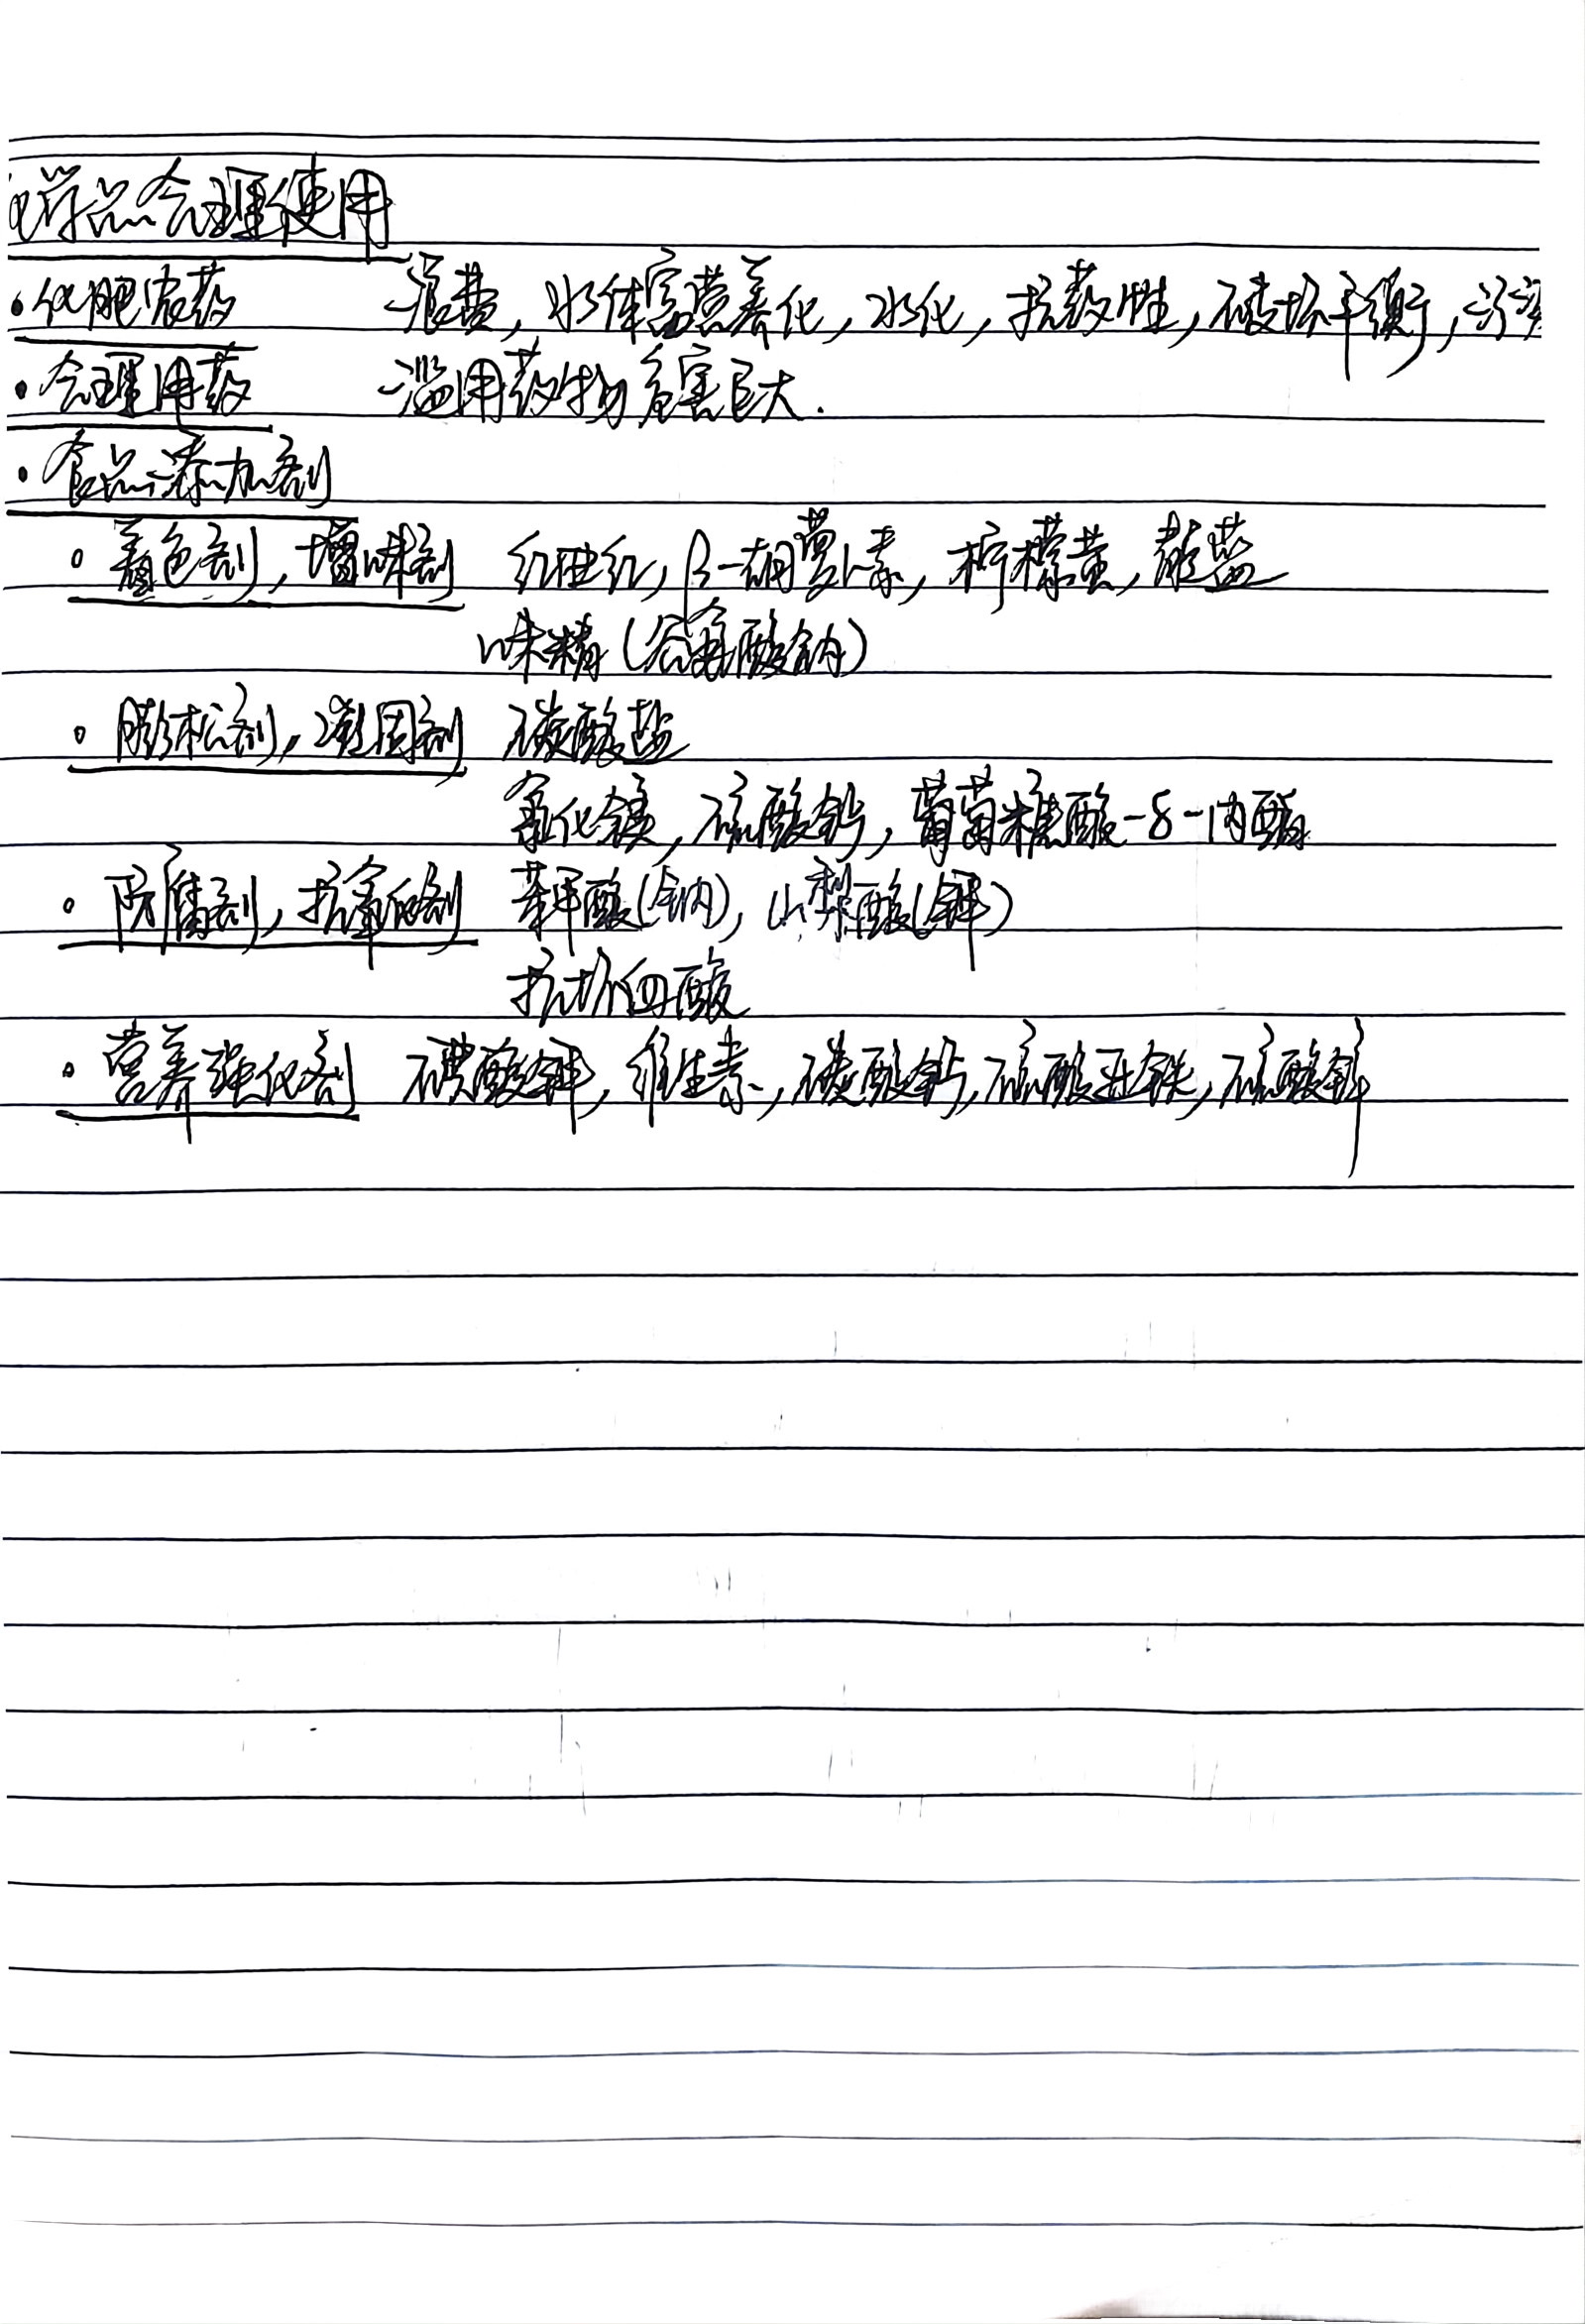 学品合理使用
·化肥农药 浪费,水体富营养化,水化,抗药性,破坏平衡,污
·合理用药 滥用药物危害巨大.
·食品添加剂
◦着色剂,增味剂 红曲红,β-胡萝卜素,柠檬黄,靛蓝
味精(谷氨酸钠)
◦膨松剂,凝固剂 碳酸盐
氯化镁,硫酸钙,葡萄糖酸-δ-内酯
◦防腐剂,抗氧化剂 苯甲酸(钠),山梨酸(钾)
抗坏血酸
◦营养强化剂 碘酸钾,维生素,碳酸钙,硫酸亚铁,硫酸锌